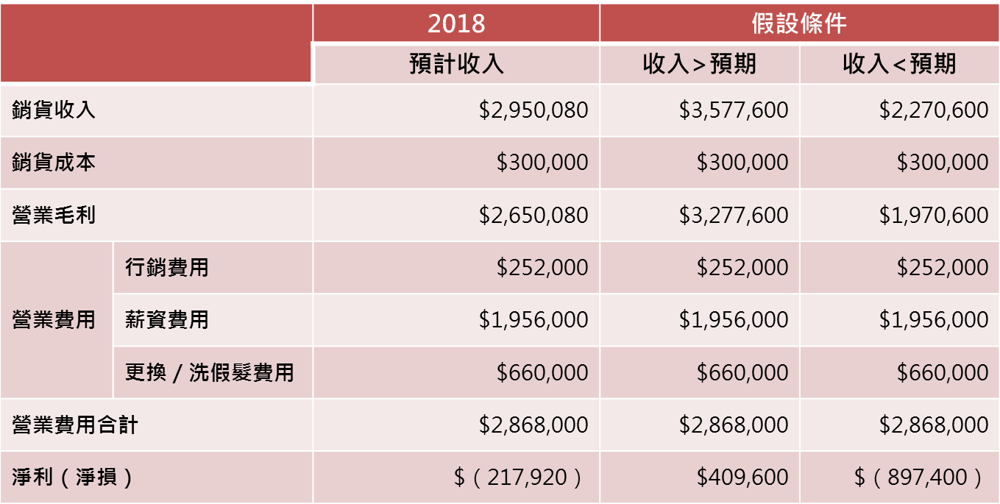 2018 假設條件
預計收入 收入>預期 收入<預期
銷貨收入 $2,950,080 $3,577,600 $2,270,600
銷貨成本 $300,000 $300,000 $300,000
營業毛利 $2,650,080 $3,277,600 $1,970,600
行銷費用 $252,000 $252,000 $252,000
營業費用 薪資費用 $1,956,000 $1,956,000 $1,956,000
更換 / 洗假髮費用 $660,000 $660,000 $660,000
營業費用合計 $2,868,000 $2,868,000 $2,868,000
淨利 ( 淨損 ) $ ( 217,920 ) $409,600 $ ( 897,400 )